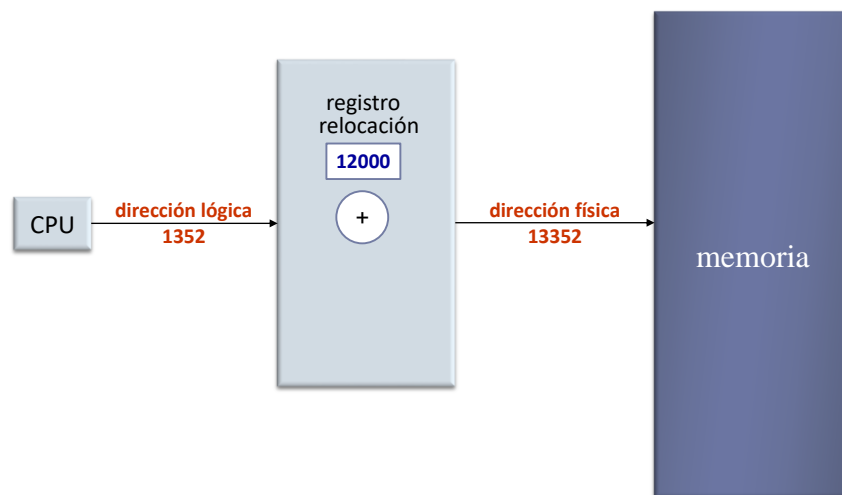 registro
relocación
12000
CPU
dirección lógica
1352
+
dirección física
13352
memoria